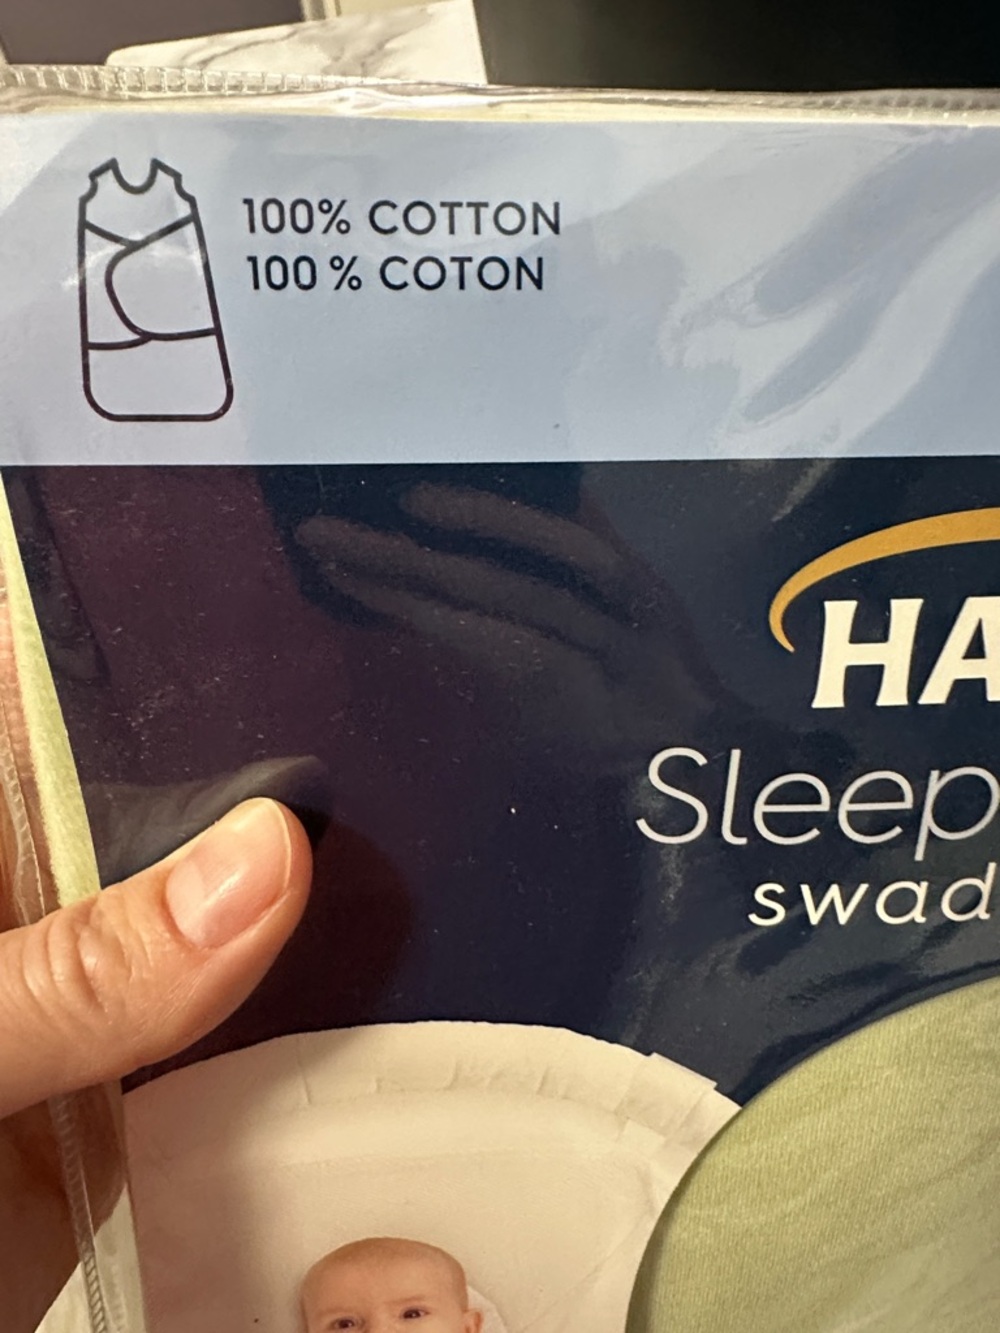 100% COTTON
100 % COTON
HA
Sleep
swad